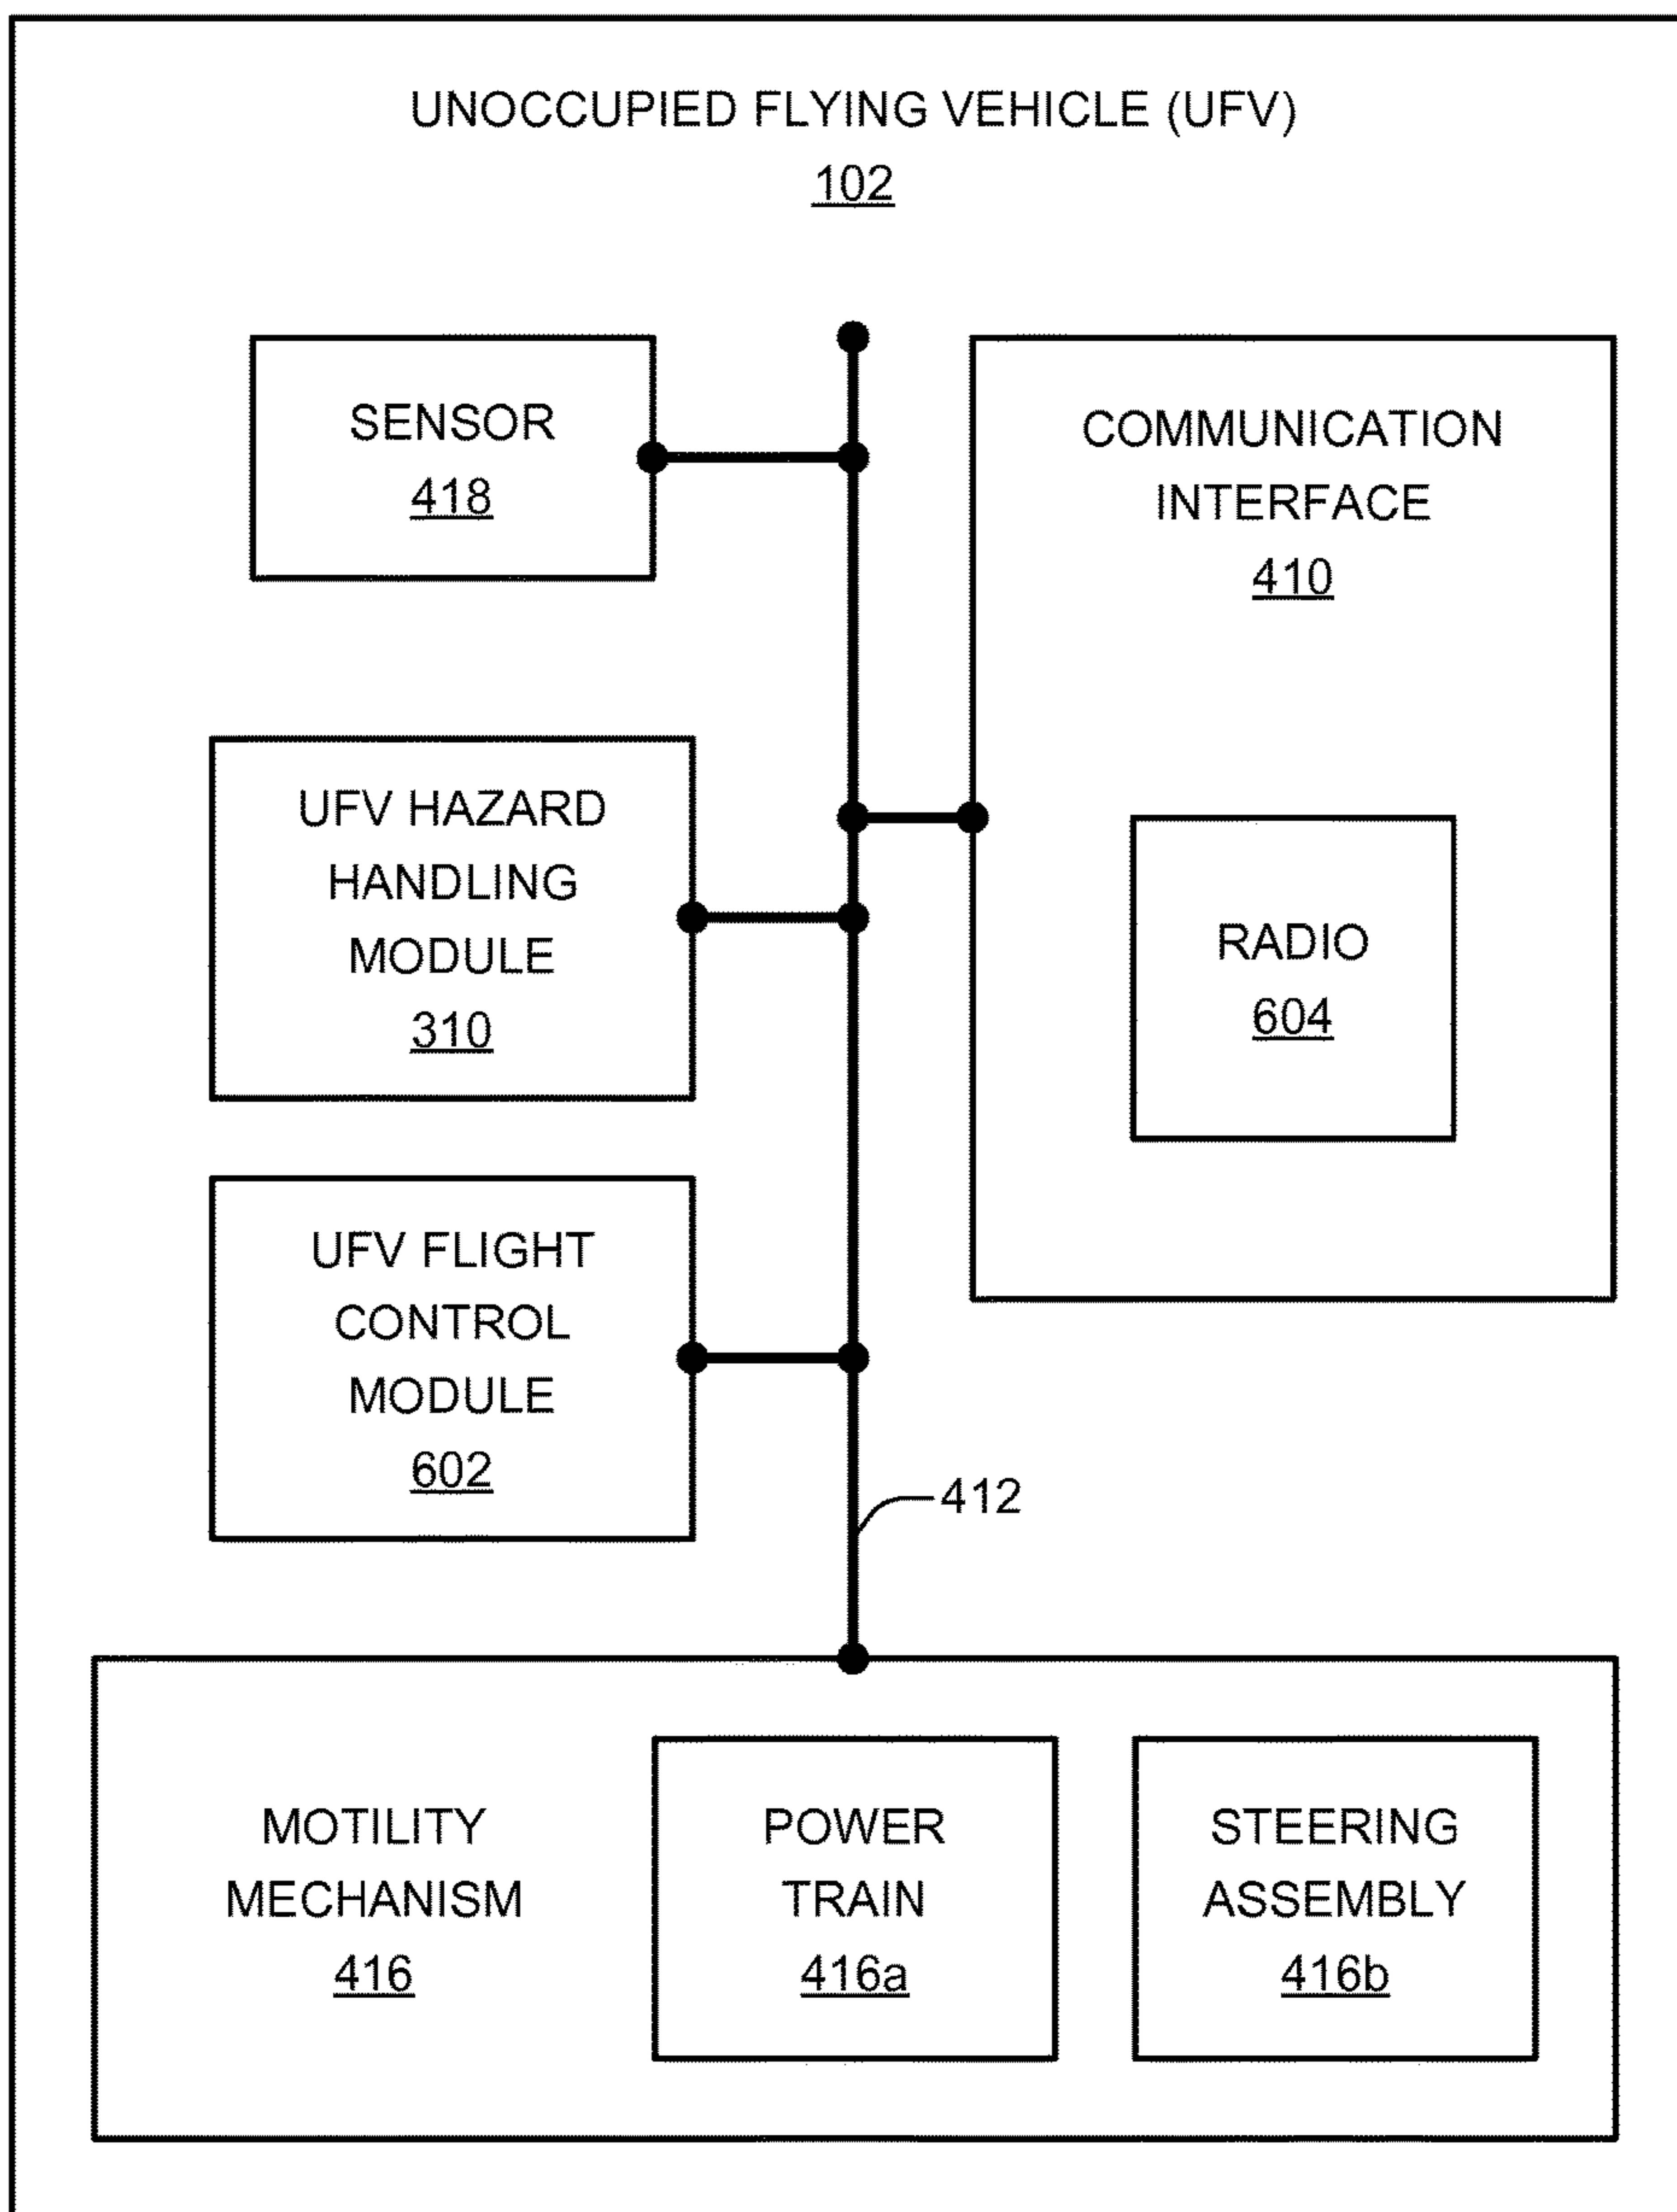 UNOCCUPIED FLYING VEHICLE (UFV)
102
SENSOR
418
COMMUNICATION
INTERFACE
410
UFV HAZARD
HANDLING
MODULE
310
RADIO
604
UFV FLIGHT
CONTROL
MODULE
602
412
MOTILITY
MECHANISM
416
POWER
TRAIN
416a
STEERING
ASSEMBLY
416b